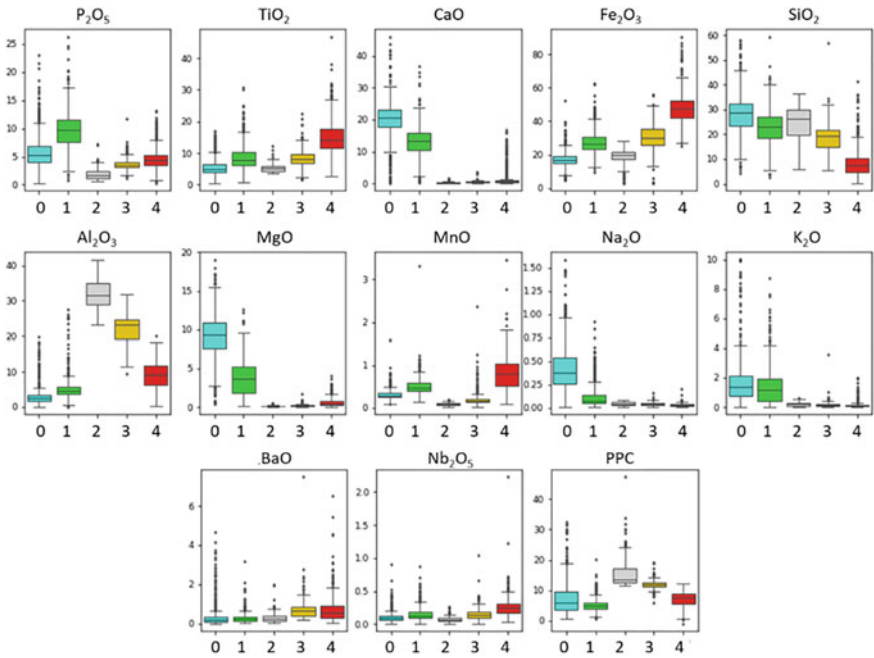 P₂O₅ TiO₂ CaO Fe₂O₃ SiO₂
25 20 15 10 5 0
40 30 20 10 0
40 30 20 10 0
80 60 40 20 0
60 50 40 30 20 10 0
0 1 2 3 4 0 1 2 3 4 0 1 2 3 4 0 1 2 3 4 0 1 2 3 4
Al₂O₃ MgO MnO Na₂O K₂O
40 30 20 10 0
20 15 10 5 0
3 2 1 0
1.50 1.25 1.00 0.75 0.50 0.25 0.00
10 8 6 4 2 0
0 1 2 3 4 0 1 2 3 4 0 1 2 3 4 0 1 2 3 4 0 1 2 3 4
.BaO Nb₂O₅ PPC
6 4 2 0
2.0 1.5 1.0 0.5 0.0
40 30 20 10 0
0 1 2 3 4 0 1 2 3 4 0 1 2 3 4